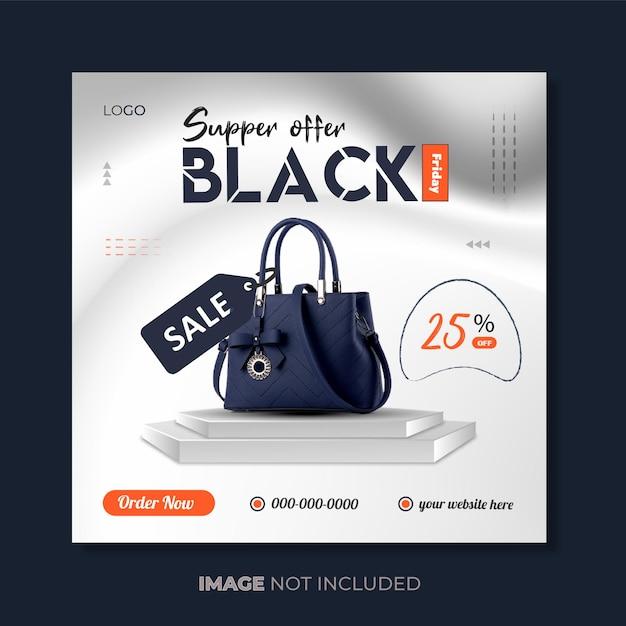 LOGO
Supper offer
BLACK
Friday
SALE
25%
OFF
Order Now
000-000-0000
your website here
IMAGE NOT INCLUDED